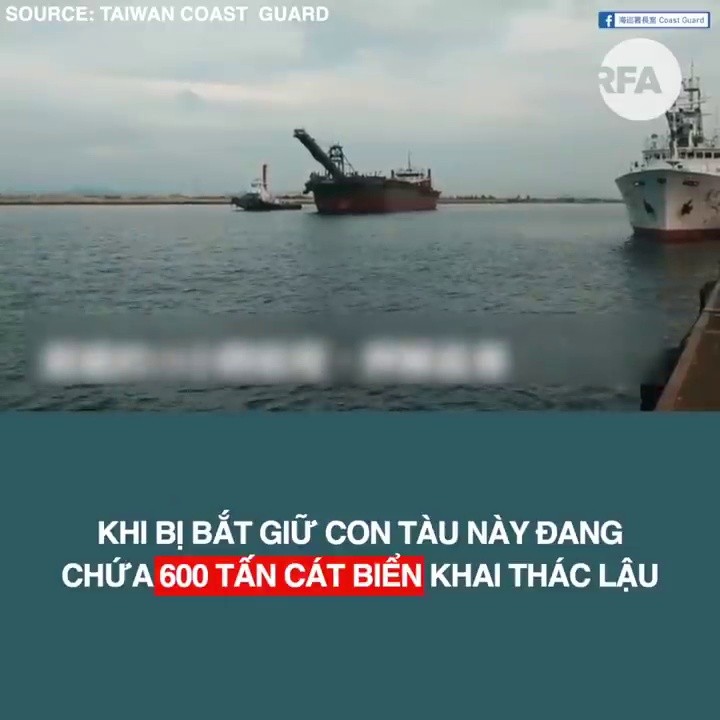 SOURCE: TAIWAN COAST GUARD
海巡署長室 Coast Guard
RFA
KHI BỊ BẮT GIỮ CON TÀU NÀY ĐANG
CHỨA 600 TẤN CÁT BIỂN KHAI THÁC LẬU